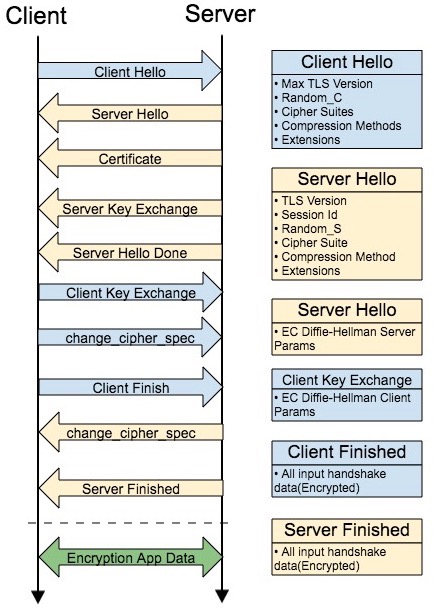 Client
Server
Client Hello
Server Hello
Certificate
Server Key Exchange
Server Hello Done
Client Key Exchange
change_cipher_spec
Client Finish
change_cipher_spec
Server Finished
Encryption App Data
Client Hello
• Max TLS Version
• Random_C
• Cipher Suites
• Compression Methods
• Extensions
Server Hello
• TLS Version
• Session Id
• Random_S
• Cipher Suite
• Compression Method
• Extensions
Server Hello
• EC Diffie-Hellman Server
Params
Client Key Exchange
• EC Diffie-Hellman Client
Params
Client Finished
• All input handshake
data(Encrypted)
Server Finished
• All input handshake
data(Encrypted)